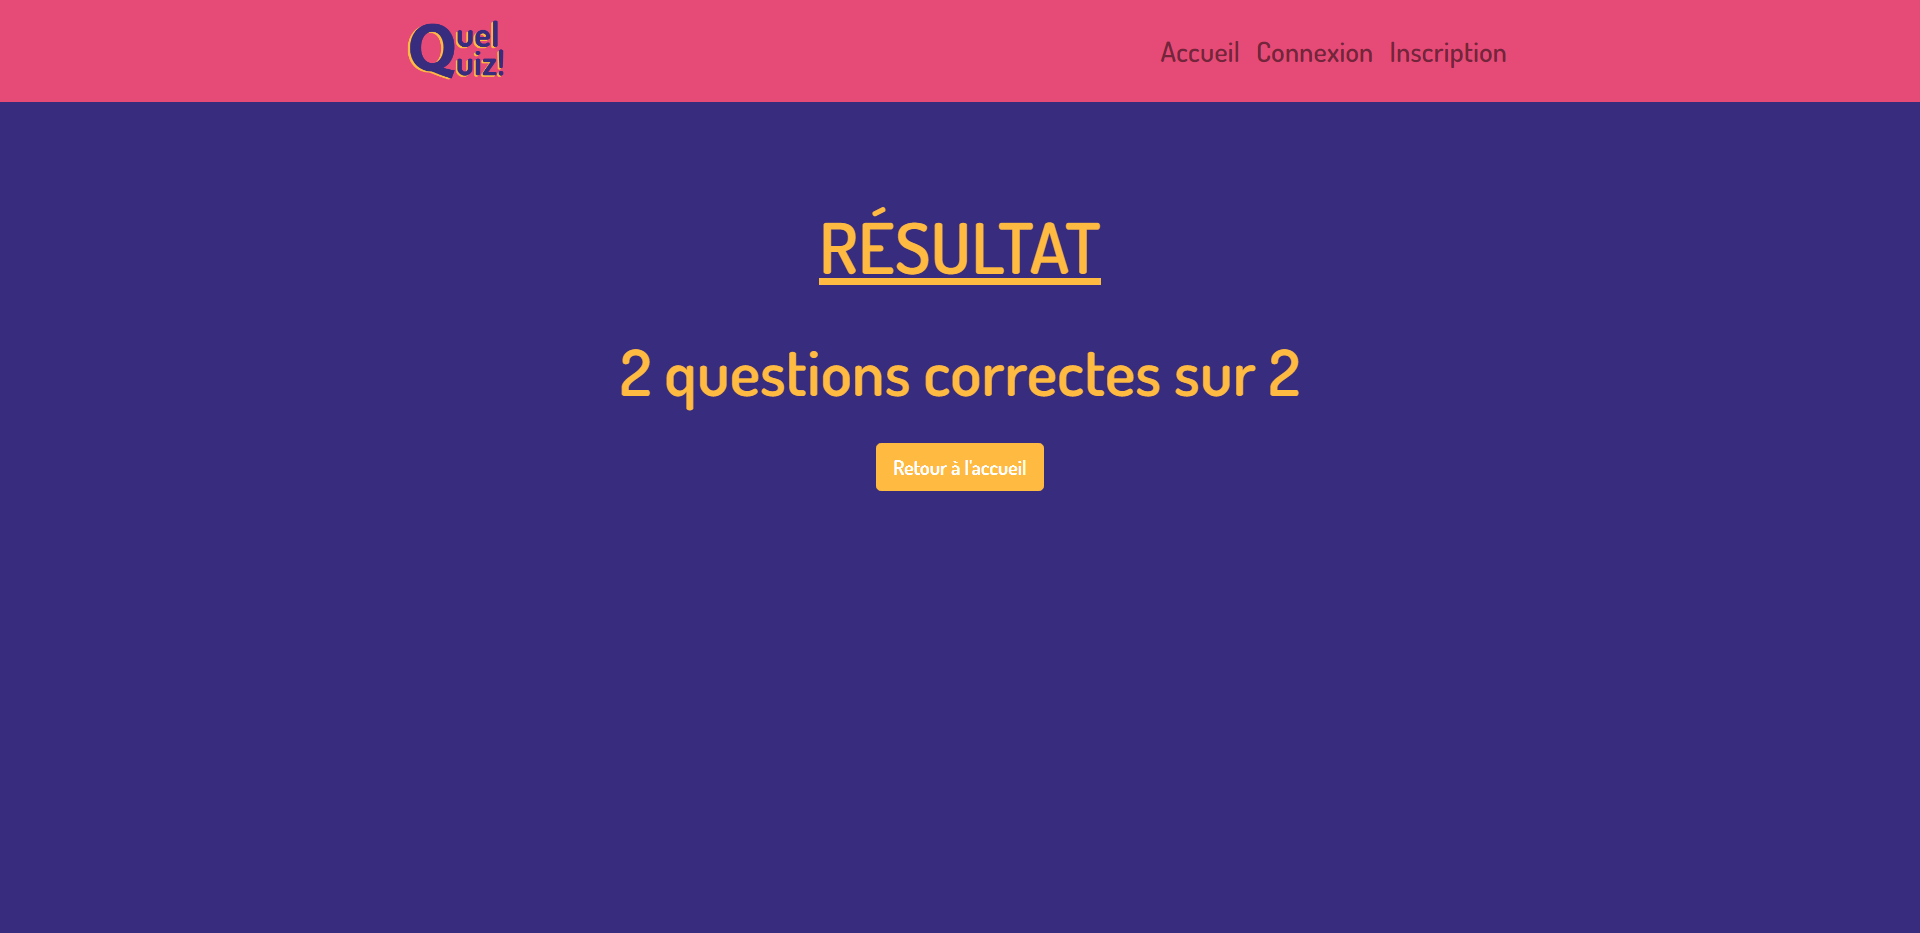 Quel
Quiz!
Accueil Connexion Inscription
RÉSULTAT
2 questions correctes sur 2
Retour à l'accueil